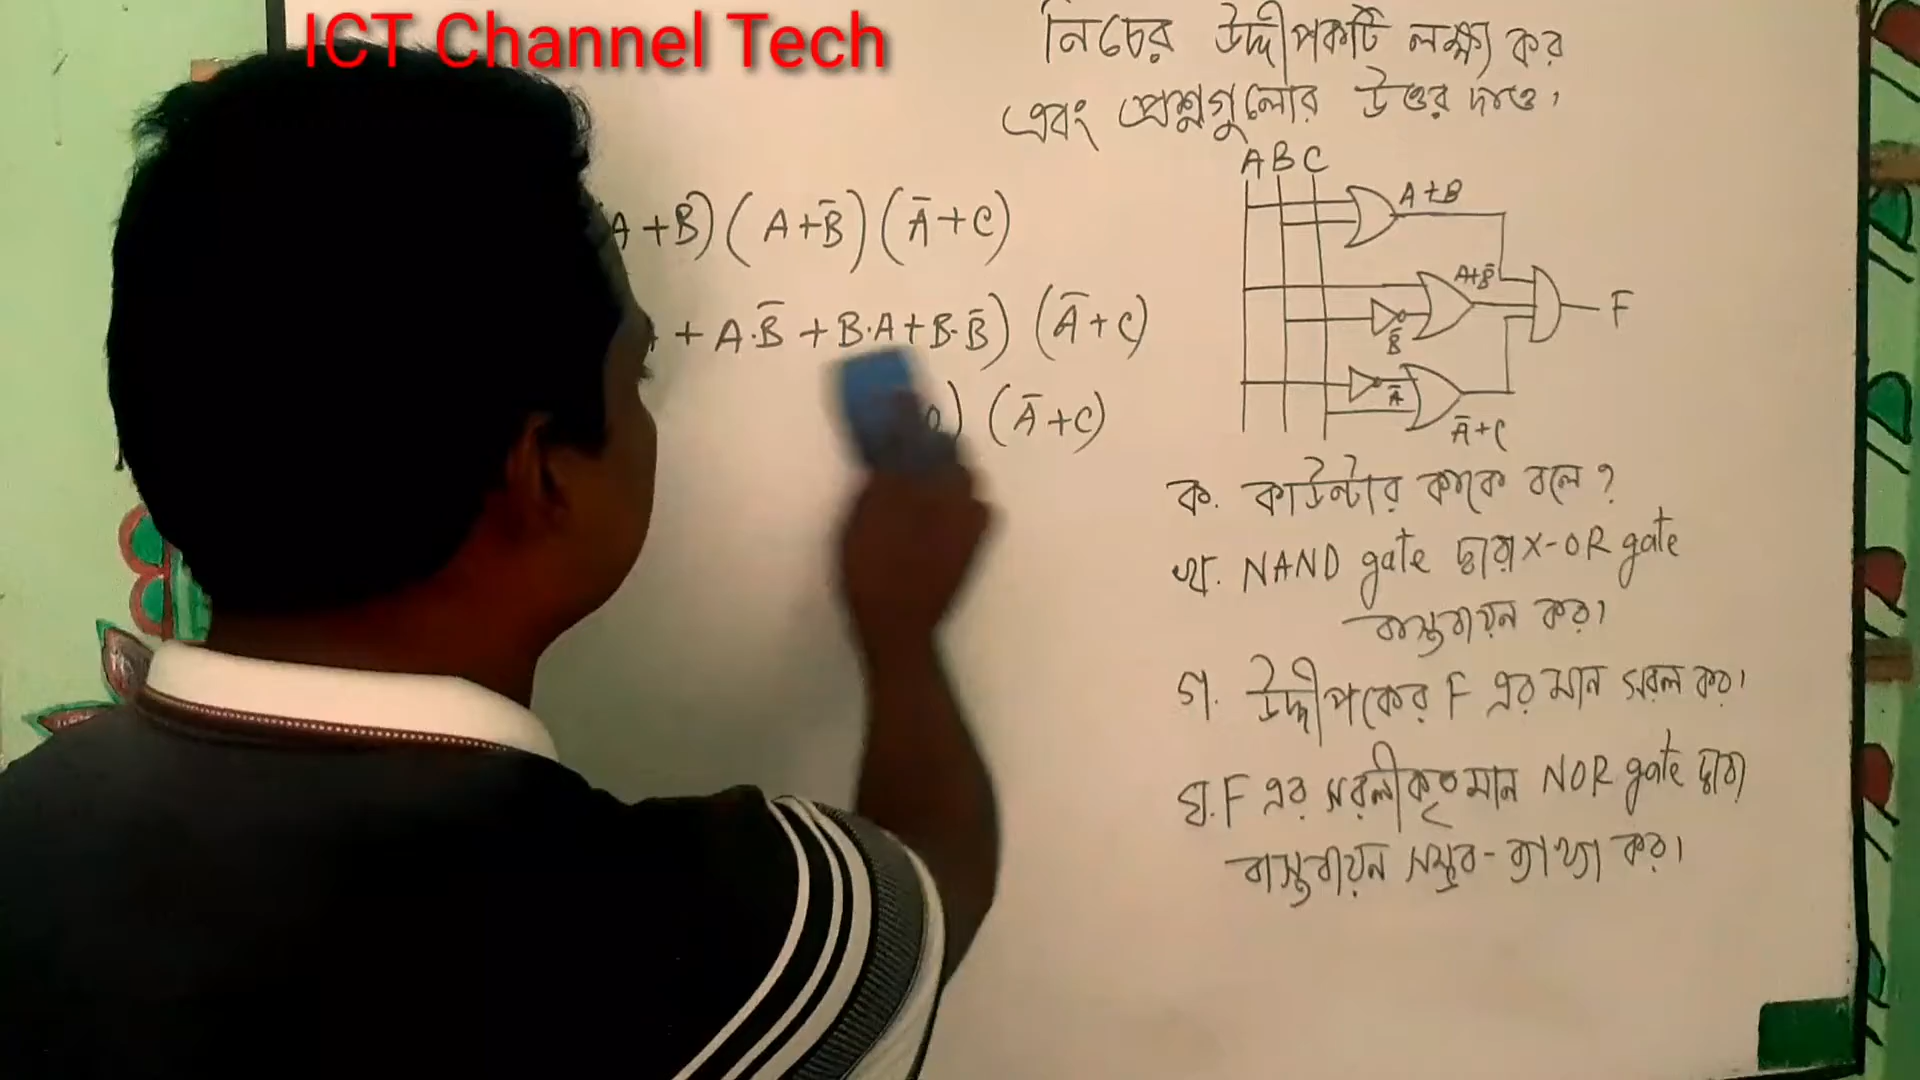 ICT Channel Tech
নিচের উদ্দীপকটি লক্ষ্য কর
এবং প্রশ্নগুলোর উত্তর দাও।
A B C
A+B
A+B̅
B̅
A̅
A̅+C
F
A+B)(A+B̅)(A̅+C)
+ A·B̅ + B·A + B·B̅) (A̅+C)
) (A̅+C)
ক. কাউন্টার কাকে বলে?
খ. NAND gate দ্বারা X-OR gate
বাস্তবায়ন কর।
গ. উদ্দীপকের F এর মান সরল কর।
ঘ. F এর সরলীকৃত মান NOR gate দ্বারা
বাস্তবায়ন সম্ভব- ব্যাখ্যা কর।